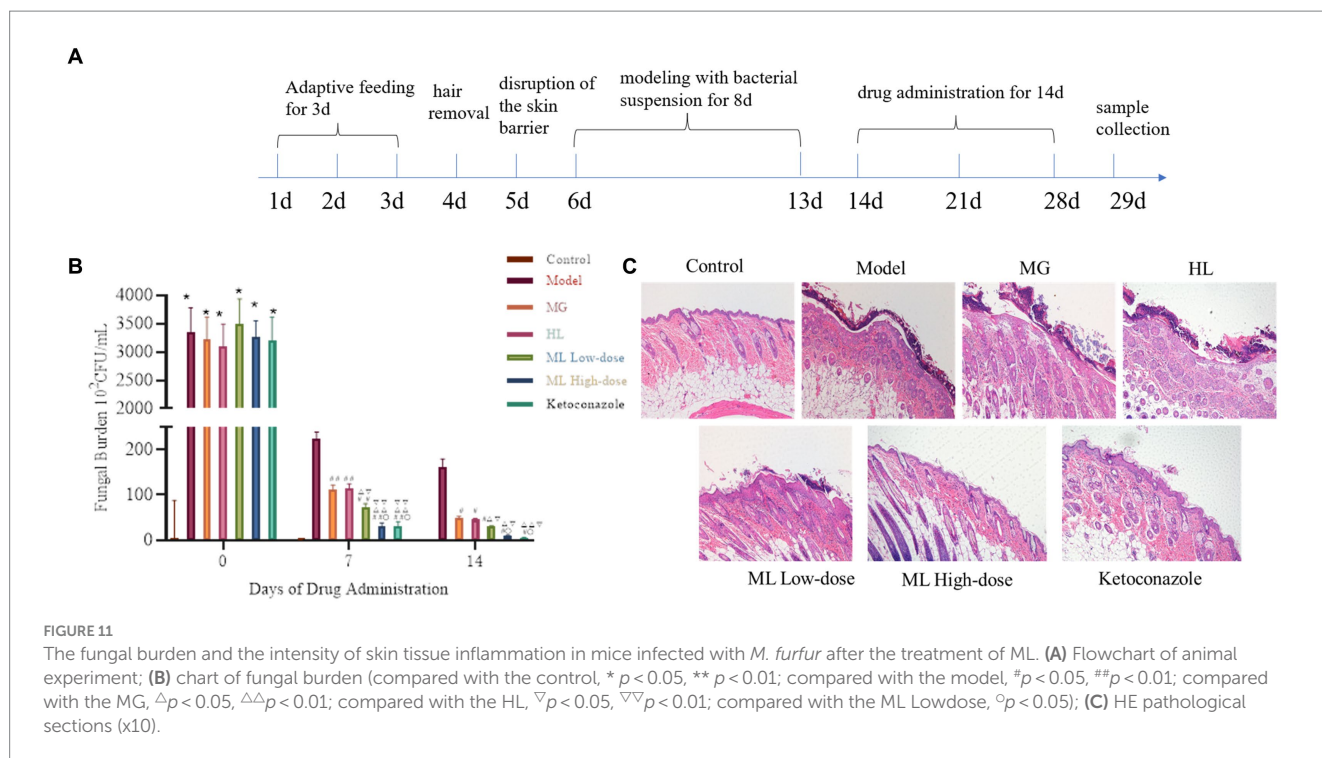 A
Adaptive feeding
for 3d
hair
removal
disruption of
the skin
barrier
modeling with bacterial
suspension for 8d
drug administration for 14d
sample
collection
1d 2d 3d 4d 5d 6d 13d 14d 21d 28d 29d
B
Control
Model
MG
HL
ML Low-dose
ML High-dose
Ketoconazole
Fungal Burden 10⁻²CFU/mL
4000
3500
3000
2500
2000
200
100
0
* * * * * *
## ##
# #
0 7 14
Days of Drug Administration
C
Control Model MG HL
ML Low-dose ML High-dose Ketoconazole
FIGURE 11
The fungal burden and the intensity of skin tissue inflammation in mice infected with M. furfur after the treatment of ML. (A) Flowchart of animal
experiment; (B) chart of fungal burden (compared with the control, * p < 0.05, ** p < 0.01; compared with the model, #p < 0.05, ##p < 0.01; compared
with the MG, △p < 0.05, △△p < 0.01; compared with the HL, ▽p < 0.05, ▽▽p < 0.01; compared with the ML Lowdose, ○p < 0.05); (C) HE pathological
sections (x10).